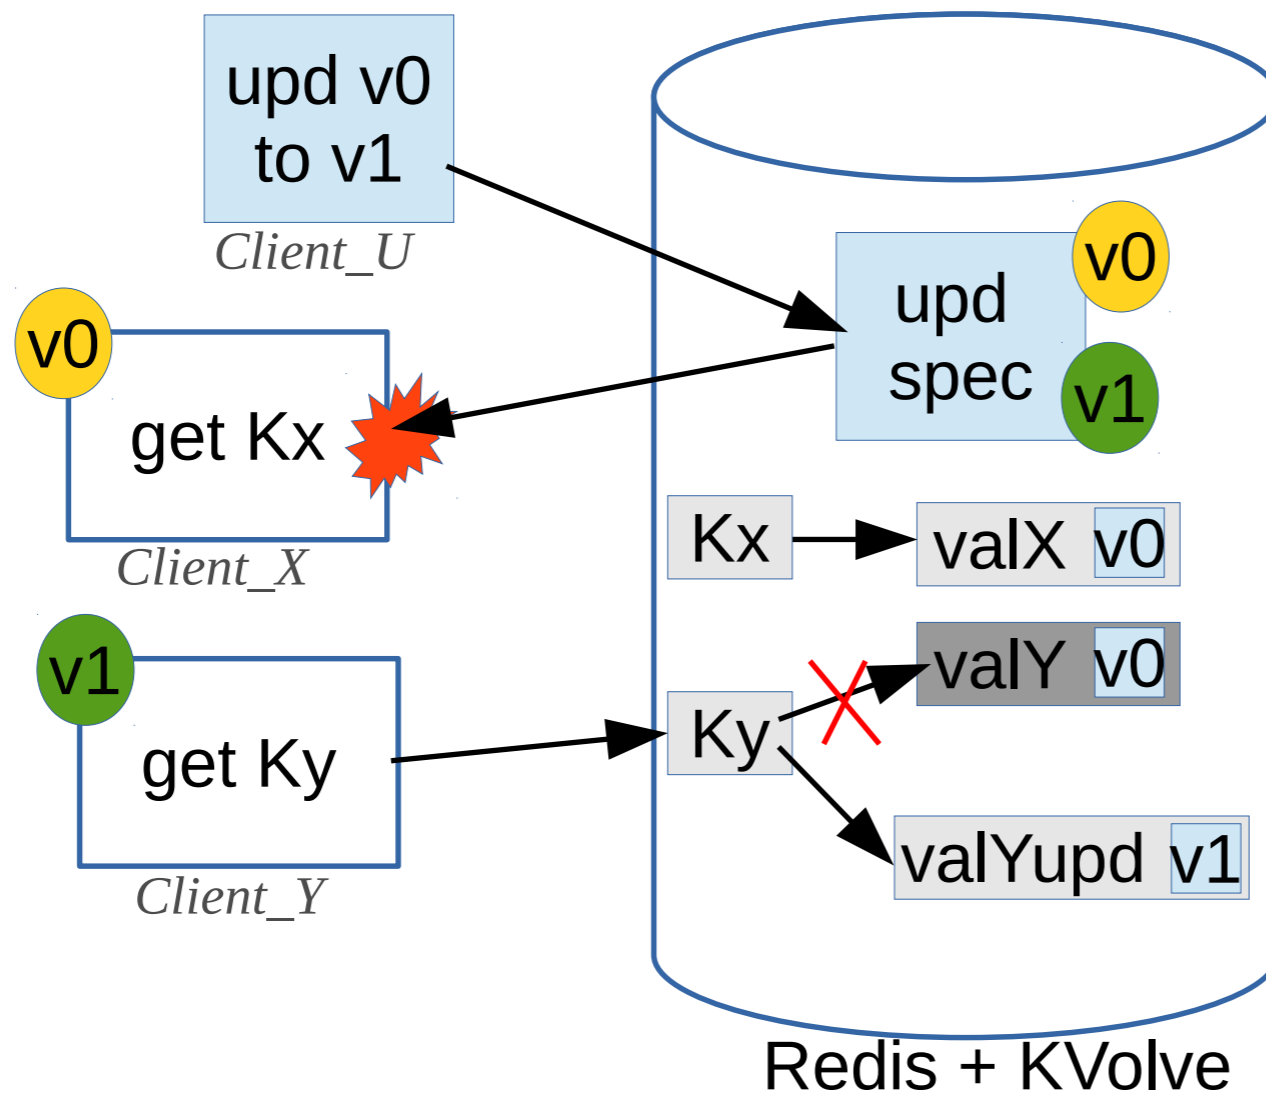 upd v0
to v1
Client_U
v0
get Kx
Client_X
v1
get Ky
Client_Y
upd
spec
v0
v1
Kx
valX v0
Ky
valY v0
valYupd v1
Redis + KVolve